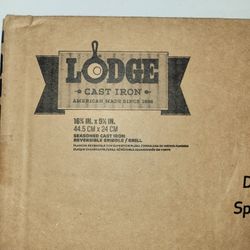 LODGE
CAST IRON
AMERICAN MADE SINCE 1896
16¾ IN. x 9½ IN.
44.5 CM x 24 CM
SEASONED CAST IRON
REVERSIBLE GRIDDLE / GRILL
D
Sp